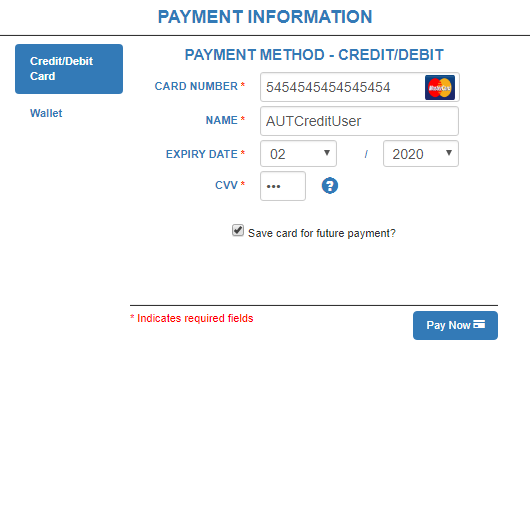 PAYMENT INFORMATION
Credit/Debit
Card
Wallet
PAYMENT METHOD - CREDIT/DEBIT
CARD NUMBER * 5454545454545454 MasterCard
NAME * AUTCreditUser
EXPIRY DATE * 02 / 2020
CVV * •••
?
Save card for future payment?
* Indicates required fields
Pay Now